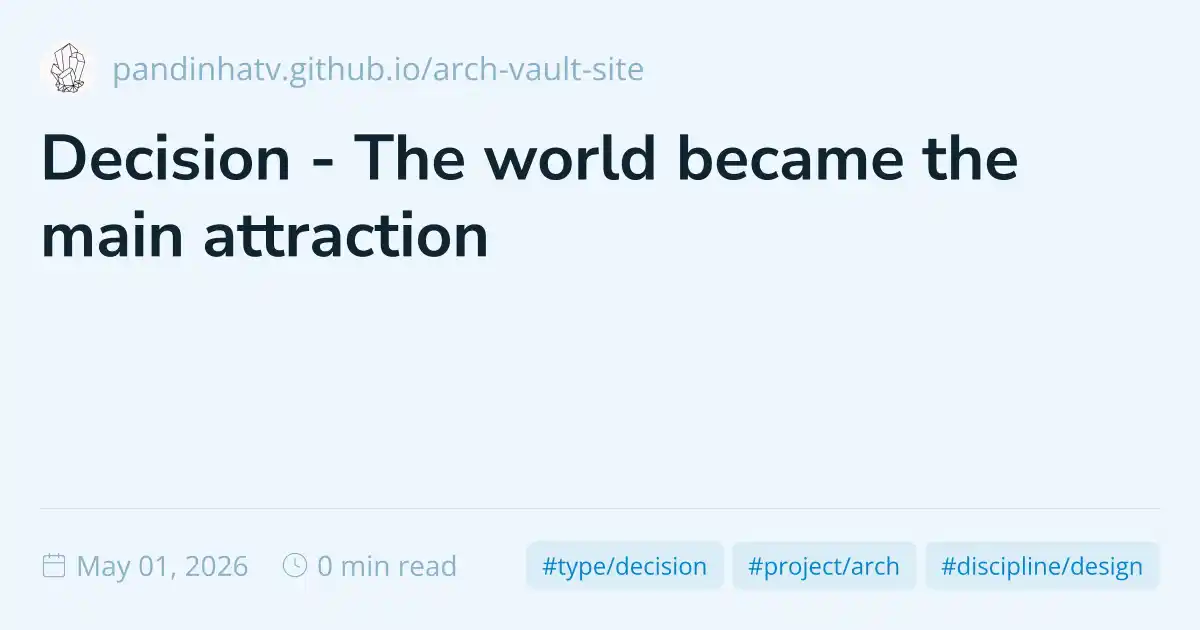 pandinhatv.github.io/arch-vault-site
Decision - The world became the
main attraction
May 01, 2026
0 min read
#type/decision
#project/arch
#discipline/design